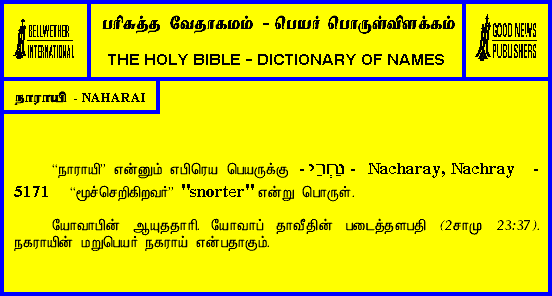 BELLWETHER
INTERNATIONAL
பரிசுத்த வேதாகமம் - பெயர் பொருள்விளக்கம்
THE HOLY BIBLE - DICTIONARY OF NAMES
GOOD NEWS
PUBLISHERS
நாராயி - NAHARAI
“நாராயி” என்னும் எபிரெய பெயருக்கு - נַחֲרַי - Nacharay, Nachray -
5171 “மூச்செறிகிறவர்” "snorter" என்று பொருள்.
யோவாபின் ஆயுததாரி. யோவாப் தாவீதின் படைத்தளபதி (2சாமு 23:37).
நகராயின் மறுபெயர் நகராய் என்பதாகும்.